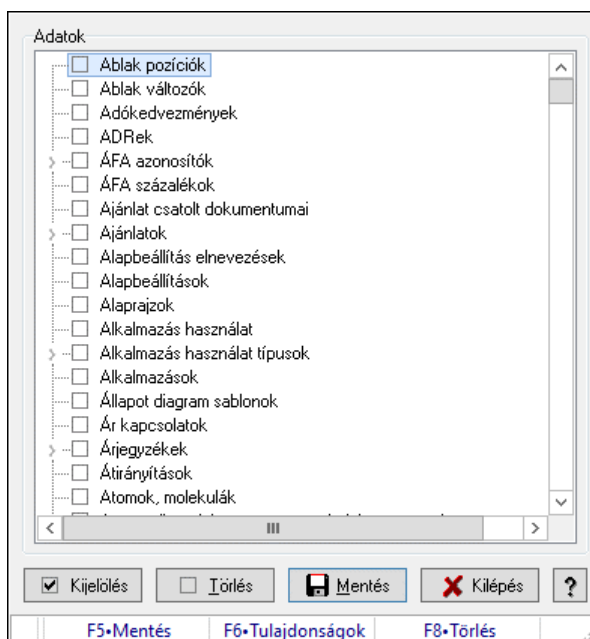 Adatok
Ablak pozíciók
Ablak változók
Adókedvezmények
ADRek
ÁFA azonosítók
ÁFA százalékok
Ajánlat csatolt dokumentumai
Ajánlatok
Alapbeállítás elnevezések
Alapbeállítások
Alaprajzok
Alkalmazás használat
Alkalmazás használat típusok
Alkalmazások
Állapot diagram sablonok
Ár kapcsolatok
Árjegyzékek
Átirányítások
Atomok, molekulák
Kijelölés Törlés Mentés Kilépés ?
F5•Mentés F6•Tulajdonságok F8•Törlés